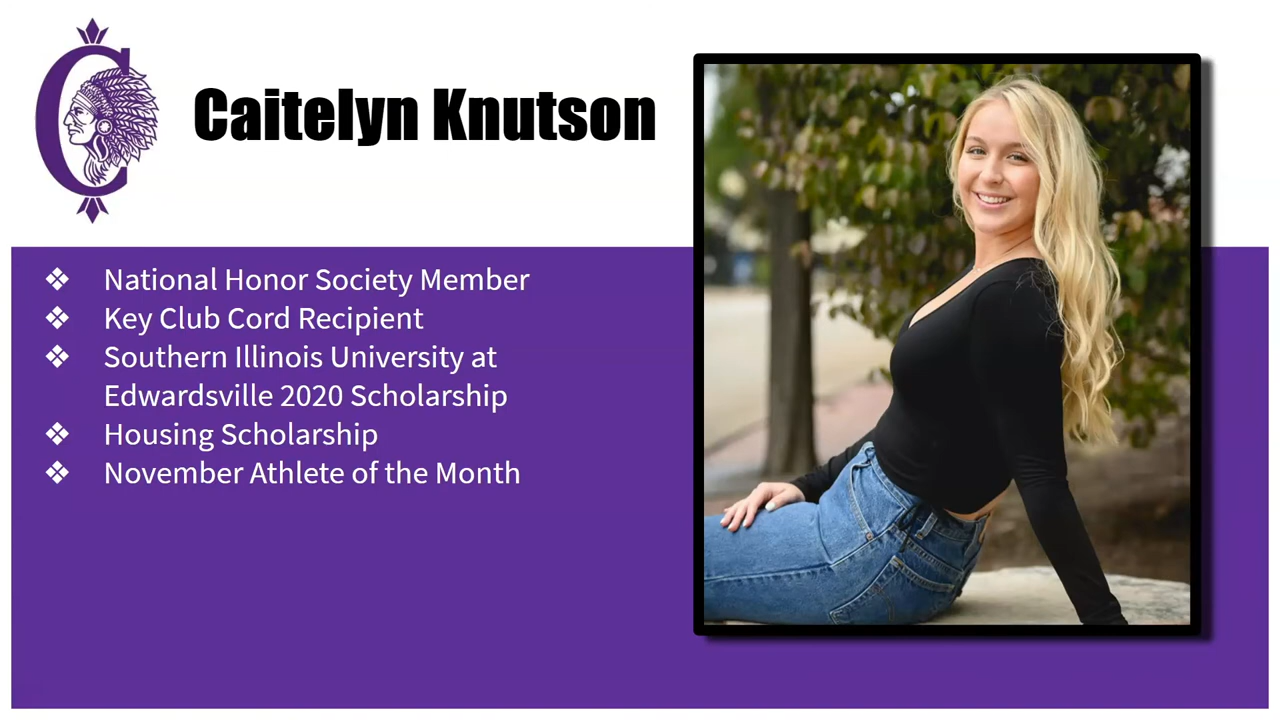 C
Caitelyn Knutson
❖ National Honor Society Member
❖ Key Club Cord Recipient
❖ Southern Illinois University at
Edwardsville 2020 Scholarship
❖ Housing Scholarship
❖ November Athlete of the Month